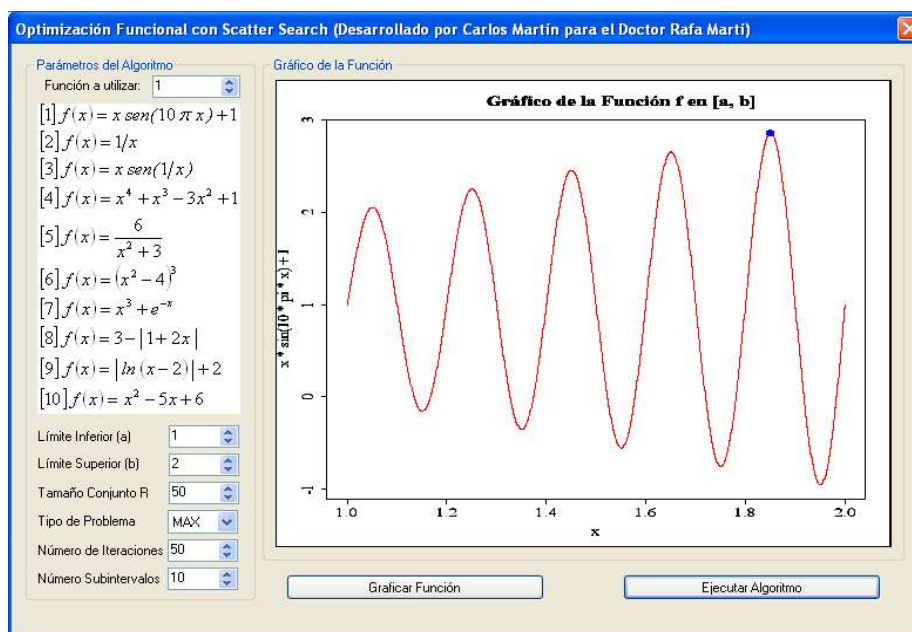 Optimización Funcional con Scatter Search (Desarrollado por Carlos Martín para el Doctor Rafa Martí)
Parámetros del Algoritmo
Función a utilizar: 1
[1] f(x) = x sen(10 π x) + 1
[2] f(x) = 1/x
[3] f(x) = x sen(1/x)
[4] f(x) = x⁴ + x³ − 3x² + 1
[5] f(x) = 6 / (x² + 3)
[6] f(x) = (x² − 4)³
[7] f(x) = x³ + e⁻ˣ
[8] f(x) = 3 − |1 + 2x|
[9] f(x) = |ln (x − 2)| + 2
[10] f(x) = x² − 5x + 6
Límite Inferior (a) 1
Límite Superior (b) 2
Tamaño Conjunto R 50
Tipo de Problema MAX
Número de Iteraciones 50
Número Subintervalos 10
Gráfico de la Función
Gráfico de la Función f en [a, b]
x * sin(10 * pi * x) + 1
3
2
1
0
-1
1.0 1.2 1.4 1.6 1.8 2.0
x
Graficar Función
Ejecutar Algoritmo